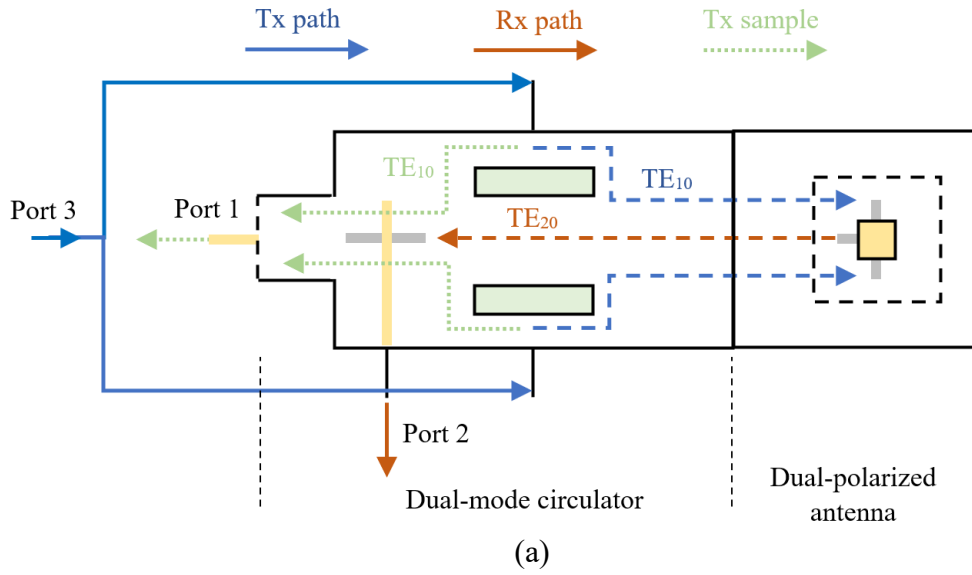 Tx path
Rx path
Tx sample
TE₁₀
TE₁₀
Port 3
Port 1
TE₂₀
Port 2
Dual-mode circulator
Dual-polarized
antenna
(a)